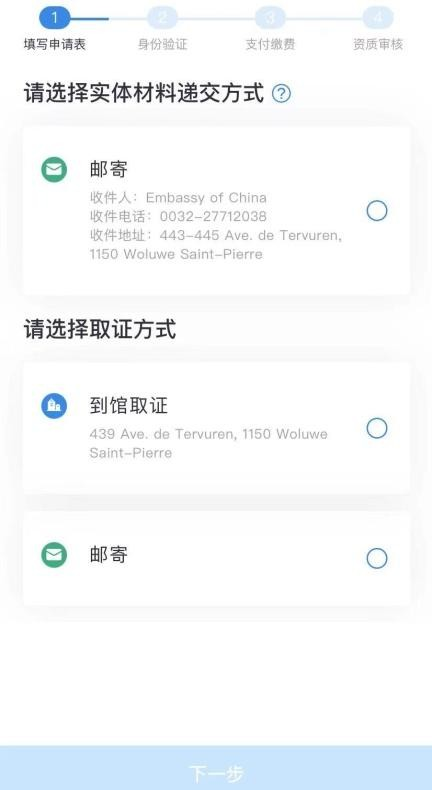 1 2 3 4
填写申请表 身份验证 支付缴费 资质审核
请选择实体材料递交方式 ?
邮寄
收件人：Embassy of China
收件电话：0032-27712038
收件地址：443-445 Ave. de Tervuren,
1150 Woluwe Saint-Pierre
请选择取证方式
到馆取证
439 Ave. de Tervuren, 1150 Woluwe
Saint-Pierre
邮寄
下一步